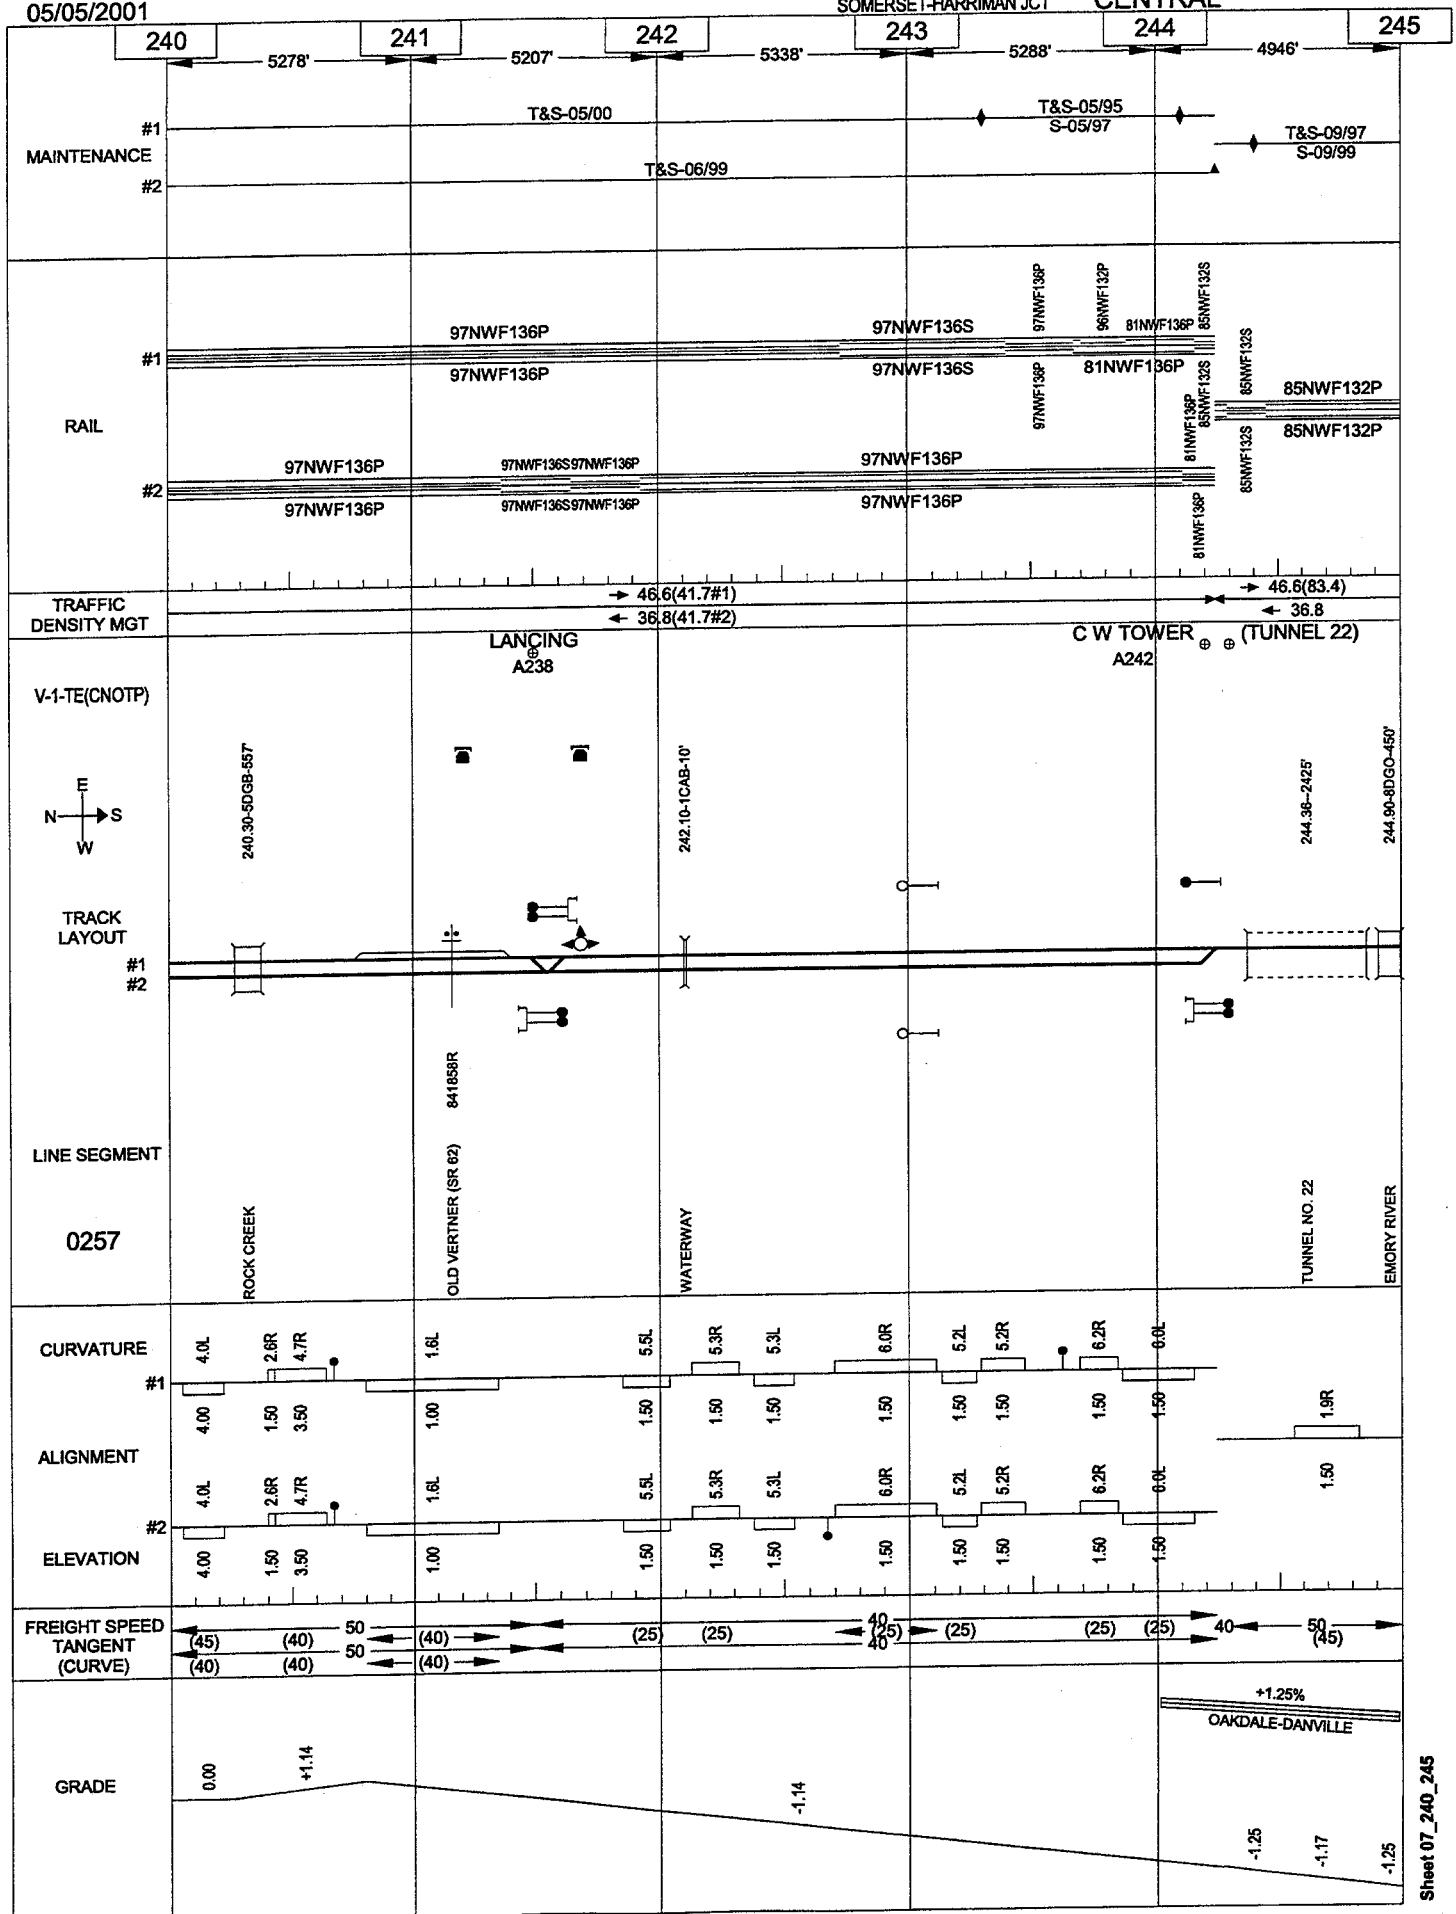 05/05/2001
SOMERSET-HARRIMAN JCT CENTRAL
240 241 242 243 244 245
5278' 5207' 5338' 5288' 4946'
MAINTENANCE
#1
T&S-05/00
T&S-05/95
S-05/97
T&S-09/97
S-09/99
#2
T&S-06/99
RAIL
#1
97NWF136P
97NWF136S
97NWF136P
96NWF132P
81NWF136P
85NWF132S
97NWF136P
97NWF136S
97NWF136P
81NWF136P
85NWF132S
81NWF136P
85NWF132S
85NWF132P
85NWF132S
85NWF132P
#2
97NWF136P
97NWF136S
97NWF136P
97NWF136P
97NWF136P
97NWF136S
97NWF136P
97NWF136P
81NWF136P
TRAFFIC
DENSITY MGT
46.6(41.7#1)
46.6(83.4)
36.8(41.7#2)
36.8
LANCING
A238
C W TOWER
A242
(TUNNEL 22)
V-1-TE(CNOTP)
E
N S
W
240.30-5DGB-557'
242.10-1CAB-10'
244.36--2425'
244.90-8DGO-450'
TRACK
LAYOUT
#1
#2
841858R
LINE SEGMENT
0257
ROCK CREEK
OLD VERTNER (SR 62)
WATERWAY
TUNNEL NO. 22
EMORY RIVER
CURVATURE
4.0L 2.6R 4.7R 1.6L 5.5L 5.3R 5.3L 6.0R 5.2L 5.2R 6.2R 6.0L
#1
4.00 1.50 3.50 1.00 1.50 1.50 1.50 1.50 1.50 1.50 1.50 1.50
1.9R
ALIGNMENT
4.0L 2.6R 4.7R 1.6L 5.5L 5.3R 5.3L 6.0R 5.2L 5.2R 6.2R 6.0L
1.50
#2
ELEVATION
4.00 1.50 3.50 1.00 1.50 1.50 1.50 1.50 1.50 1.50 1.50 1.50
FREIGHT SPEED
TANGENT
(CURVE)
50 40 40 50
(45) (40) (40) (25) (25) (25) (25) (25) (25) (45)
50 40
(40) (40) (40)
GRADE
0.00
+1.14
-1.14
+1.25%
OAKDALE-DANVILLE
-1.25
-1.17
-1.25
Sheet 07_240_245